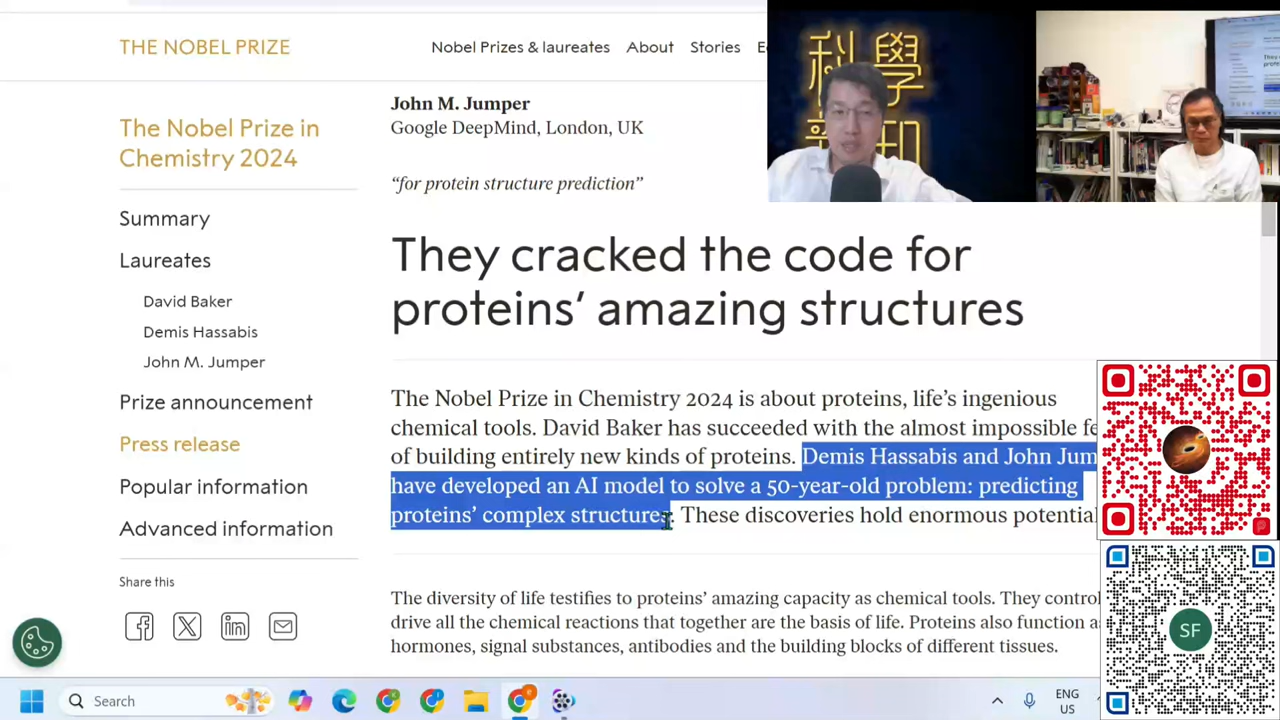 THE NOBEL PRIZE
Nobel Prizes & laureates
About
Stories
The Nobel Prize in
Chemistry 2024
Summary
Laureates
David Baker
Demis Hassabis
John M. Jumper
Prize announcement
Press release
Popular information
Advanced information
Share this
John M. Jumper
Google DeepMind, London, UK
“for protein structure prediction”
They cracked the code for
proteins’ amazing structures
The Nobel Prize in Chemistry 2024 is about proteins, life’s ingenious
chemical tools. David Baker has succeeded with the almost impossible fe
of building entirely new kinds of proteins. Demis Hassabis and John Jum
have developed an AI model to solve a 50-year-old problem: predicting
proteins’ complex structures. These discoveries hold enormous potential
The diversity of life testifies to proteins’ amazing capacity as chemical tools. They control
drive all the chemical reactions that together are the basis of life. Proteins also function a
hormones, signal substances, antibodies and the building blocks of different tissues.
科學
SF
Search
ENG
US